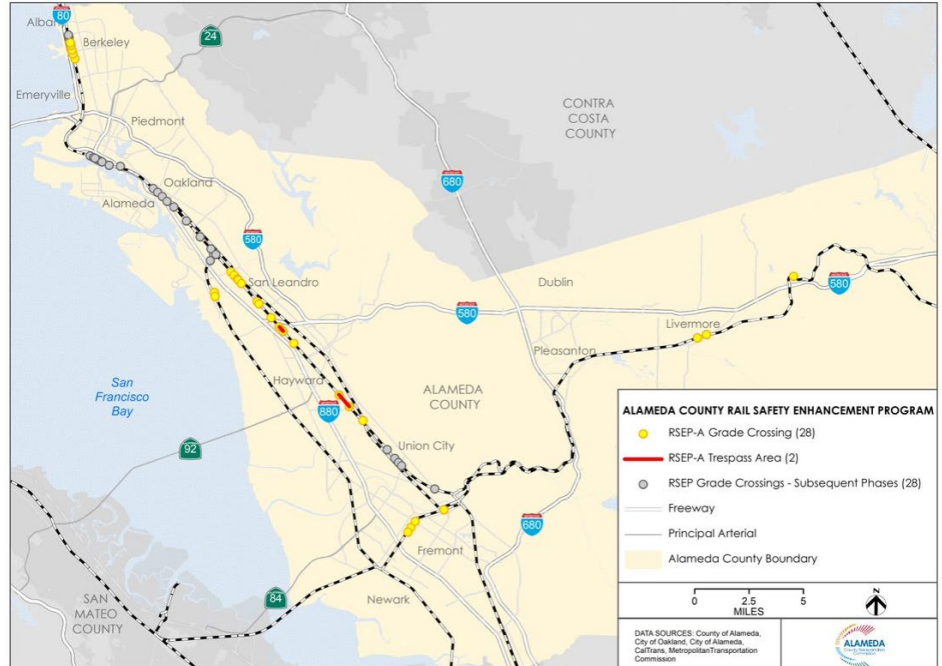 80
Alban
Berkeley
24
Emeryville
Piedmont
CONTRA
COSTA
COUNTY
680
Oakland
Alameda
580
San Leandro
Dublin
580
580
Livermore
Pleasanton
San
Francisco
Bay
Hayward
ALAMEDA
COUNTY
880
92
Union City
680
Fremont
84
Newark
SAN
MATEO
COUNTY
ALAMEDA COUNTY RAIL SAFETY ENHANCEMENT PROGRAM
RSEP-A Grade Crossing (28)
RSEP-A Trespass Area (2)
RSEP Grade Crossings - Subsequent Phases (28)
Freeway
Principal Arterial
Alameda County Boundary
0 2.5 5
MILES
N
DATA SOURCES: County of Alameda,
City of Oakland, City of Alameda,
CalTrans, MetropolitanTransportation
Commission
ALAMEDA
County Transportation
Commission